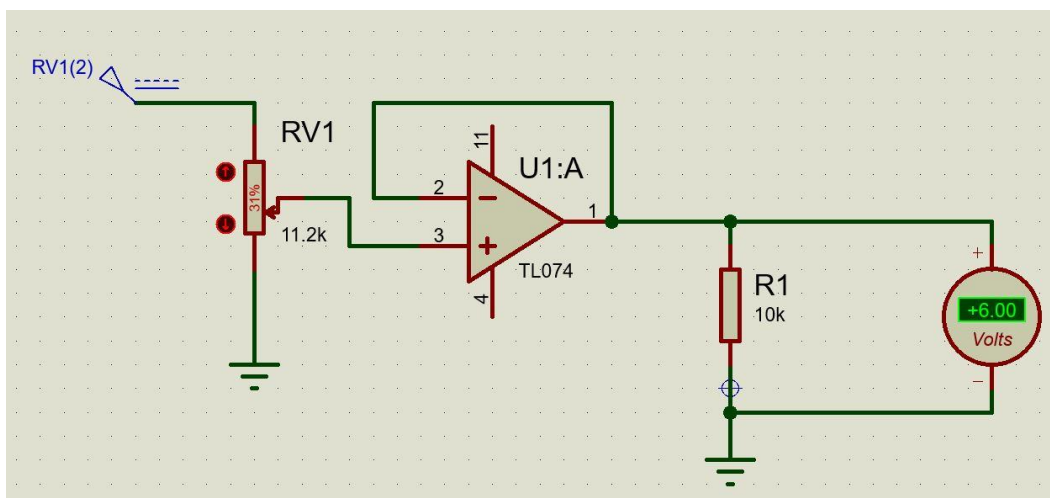 RV1(2)
RV1
31%
11.2k
11
U1:A
2
3
1
4
TL074
R1
10k
+6.00
Volts